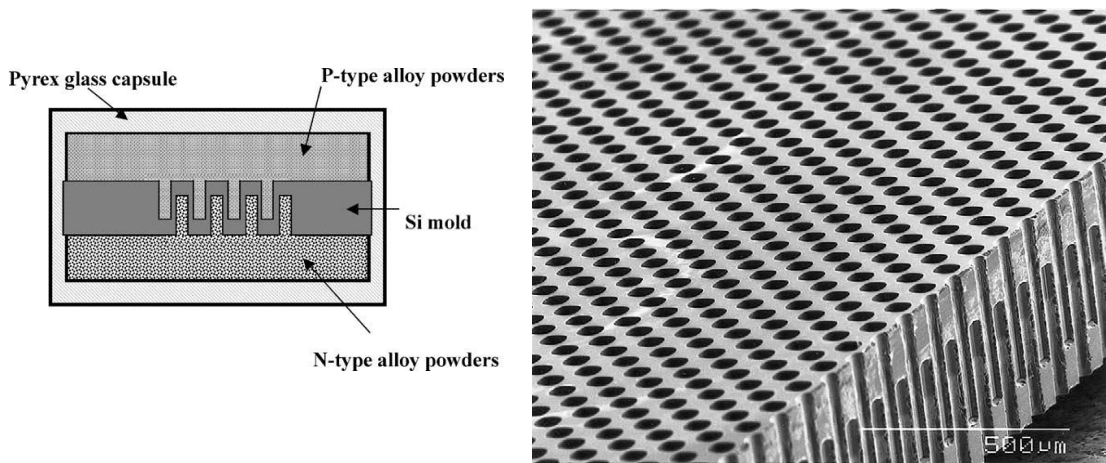 Pyrex glass capsule
P-type alloy powders
Si mold
N-type alloy powders
500µm